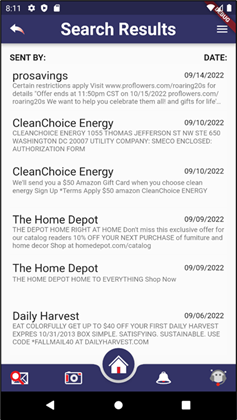 8:11
DEBUG
Search Results
SENT BY: DATE:
prosavings 09/14/2022
Certain restrictions apply Visit www.proflowers.com/roaring20s for
details "Offer ends at 11:50pm CST on 10/15/2022 proflowers.com/
roaring20s We want to help you celebrate them all! and gifts for life'...
CleanChoice Energy 09/10/2022
CLEANCHOICE ENERGY 1055 THOMAS JEFFERSON ST NW STE 650
WASHINGTON DC 20007 UTILITY COMPANY: SMECO ENCLOSED:
AUTHORIZATION FORM
CleanChoice Energy 09/10/2022
We'll send you a $50 Amazon Gift Card when you choose clean
energy Sign Up *Terms Apply $50 amazon CleanChoice ENERGY
The Home Depot 09/09/2022
THE DEPOT HOME RIGHT AT HOME Don't miss this exclusive offer for
our catalog readers 10% OFF YOUR NEXT PURCHASE of furniture and
home decor Shop at homedepot.com/catalog
The Home Depot 09/09/2022
THE DEPOT HOME HOME TO EVERYTHING Shop Now
Daily Harvest 09/06/2022
EAT COLORFULLY GET UP TO $40 OFF YOUR FIRST DAILY HARVEST
EXPIRES 10/31/2013 BOX SIMPLE. SATISFYING. SUSTAINABLE. USE
CODE *FALLMAIL40 AT DAILYHARVEST.COM